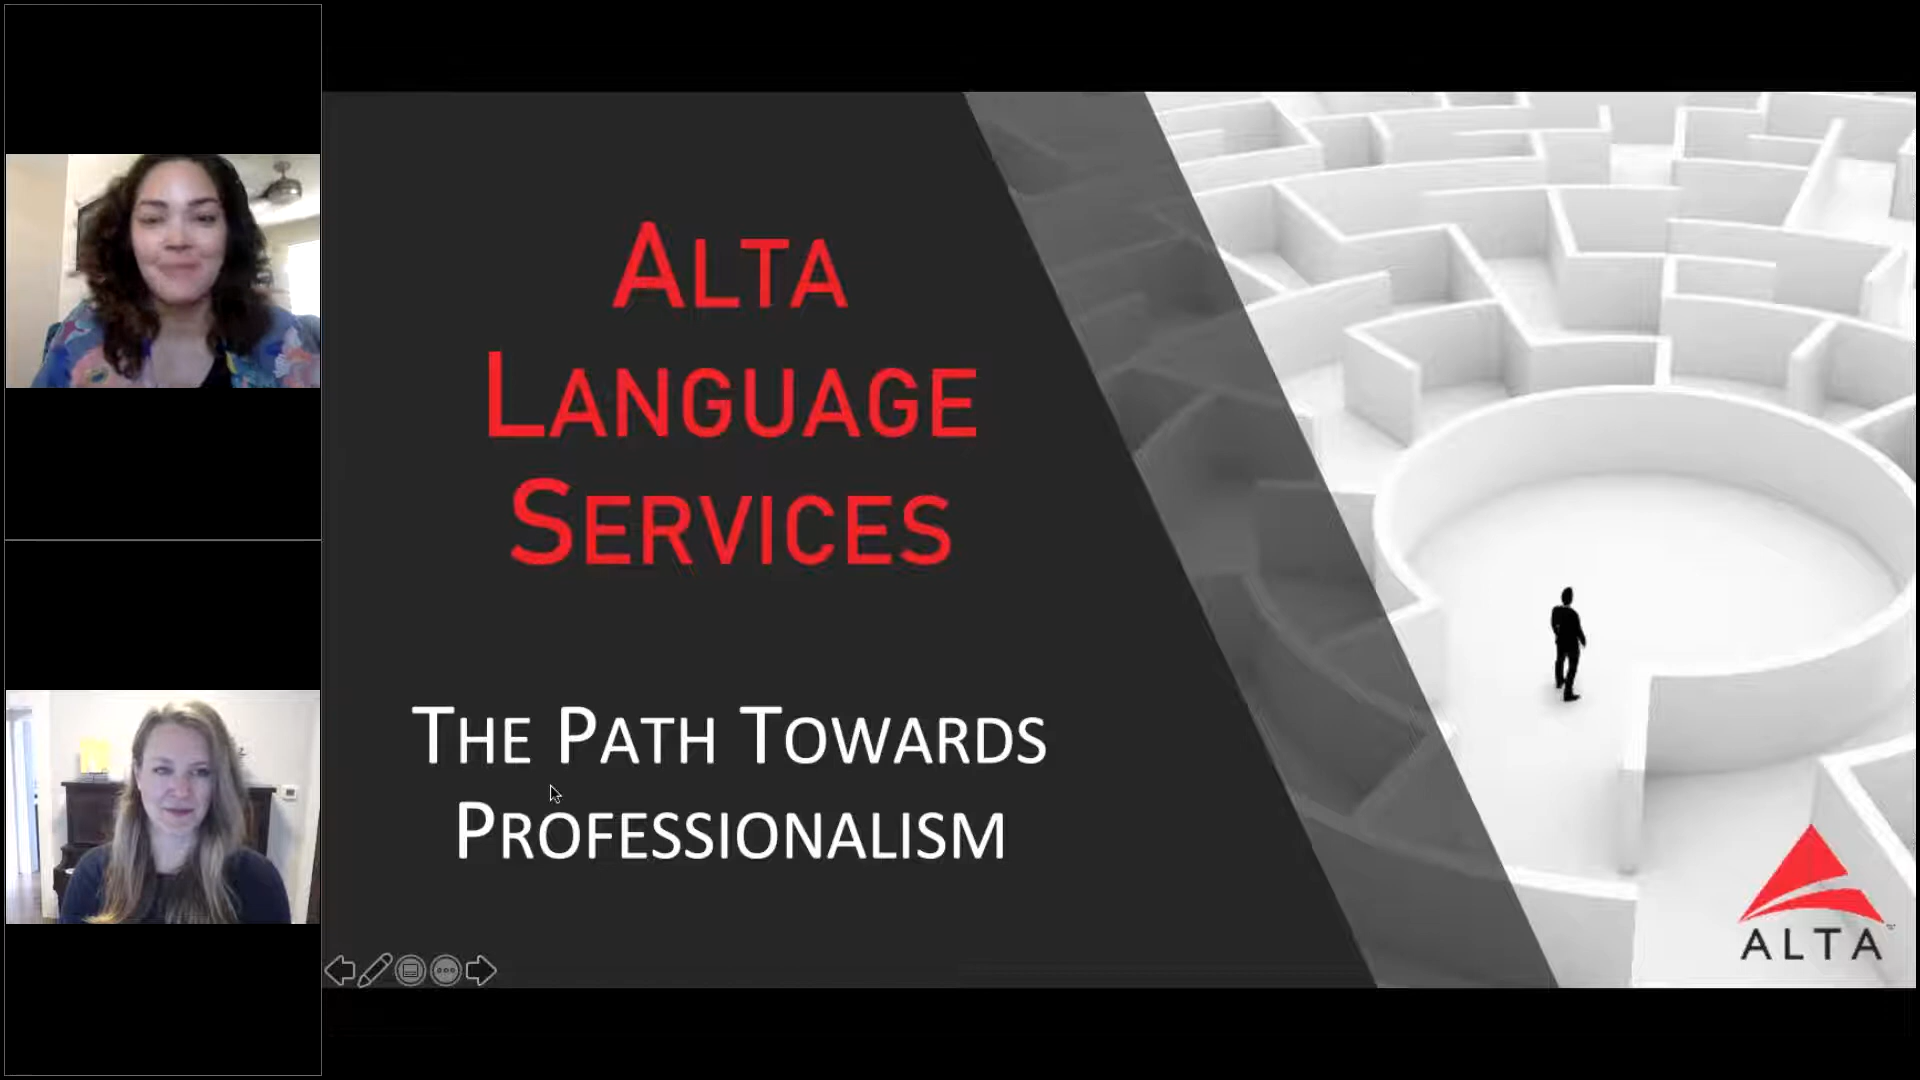 ALTA
LANGUAGE
SERVICES
THE PATH TOWARDS
PROFESSIONALISM
ALTA